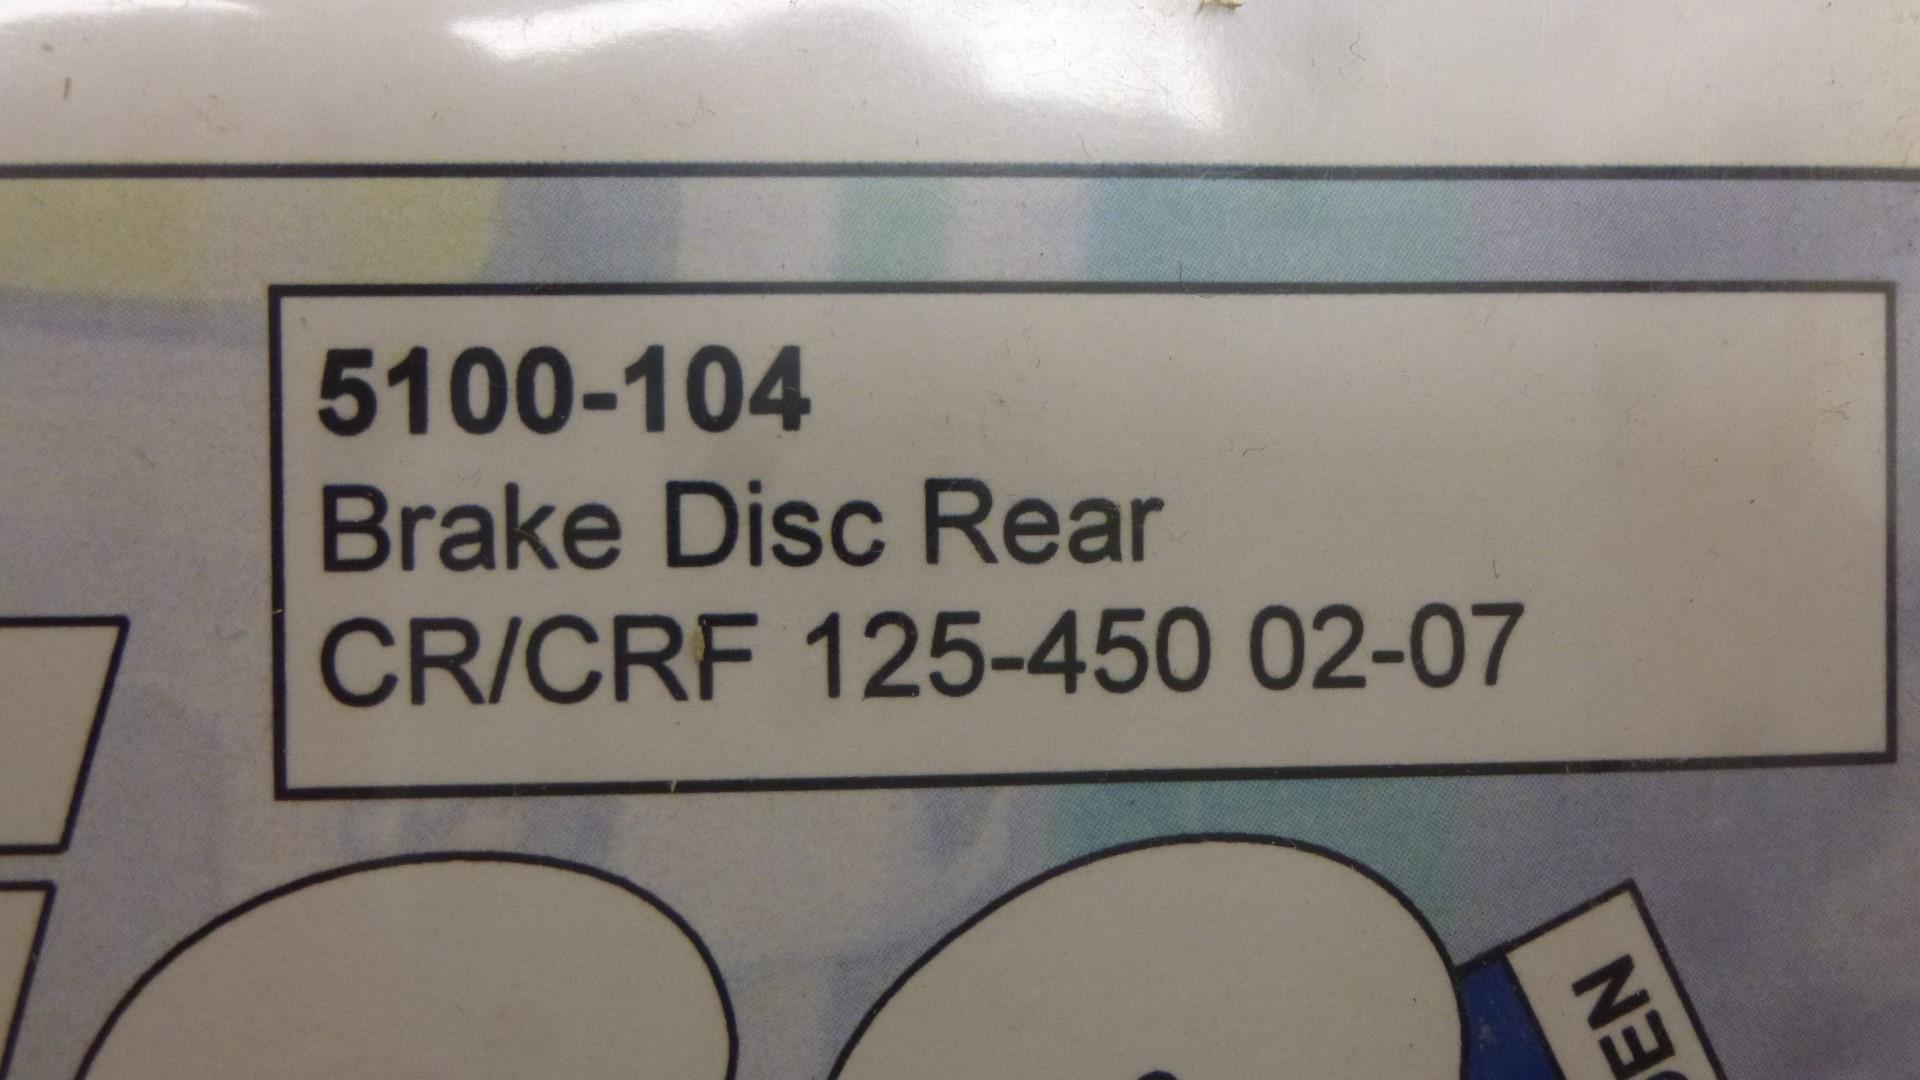 5100-104
Brake Disc Rear
CR/CRF 125-450 02-07